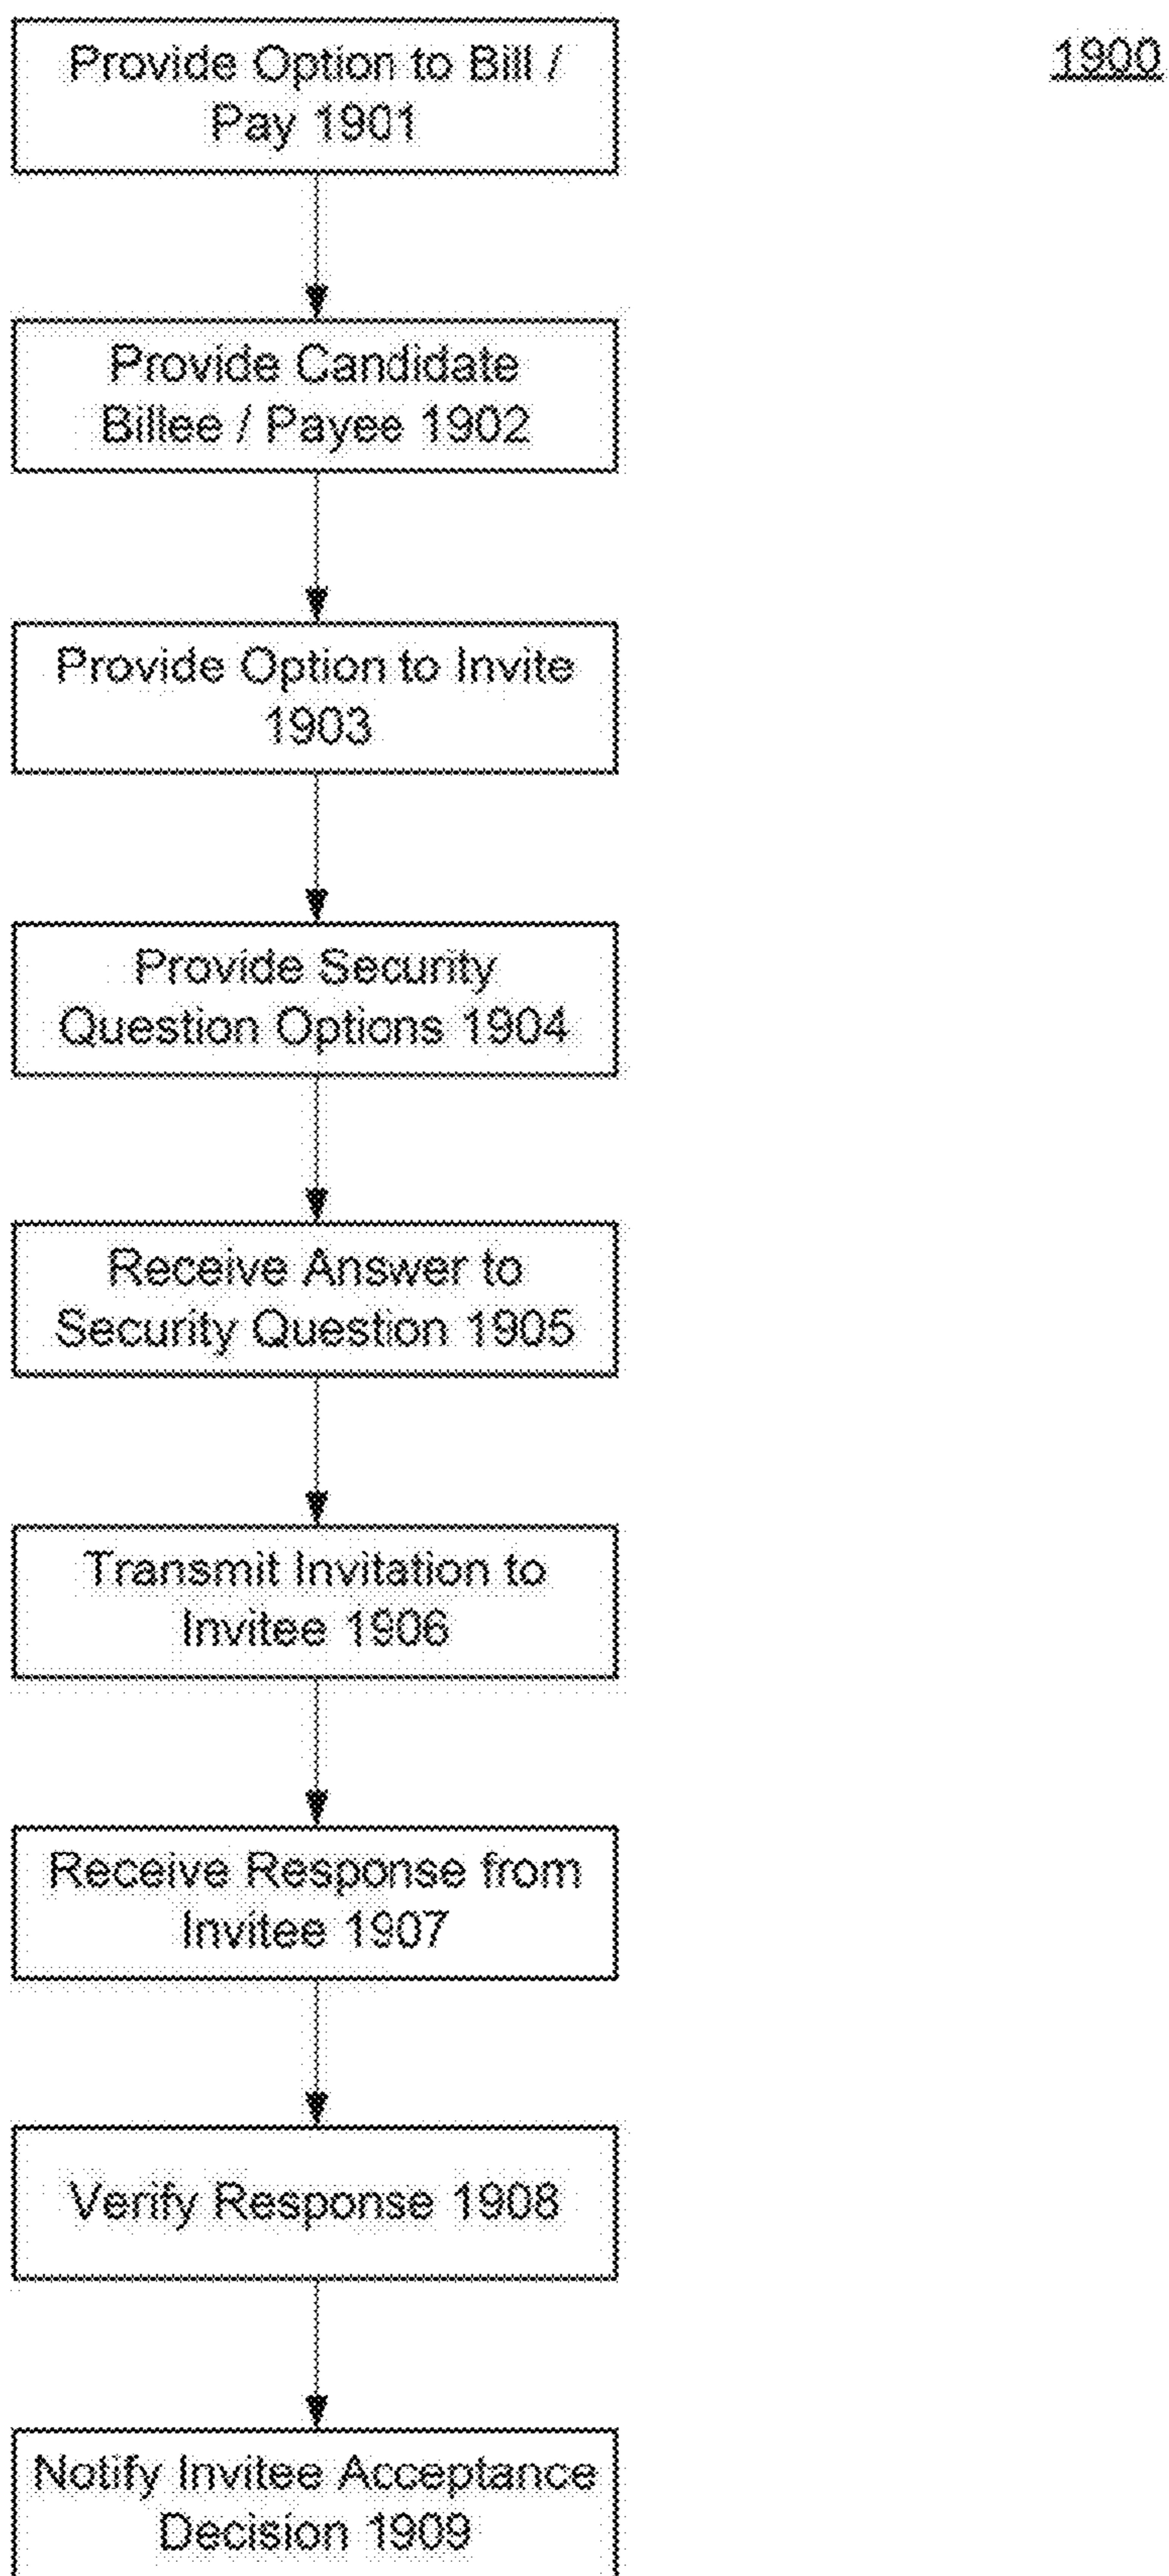 Provide Option to Bill /
Pay 1901
1900
Provide Candidate
Billee / Payee 1902
Provide Option to Invite
1903
Provide Security
Question Options 1904
Receive Answer to
Security Question 1905
Transmit Invitation to
Invitee 1906
Receive Response from
Invitee 1907
Verify Response 1908
Notify Invitee Acceptance
Decision 1909